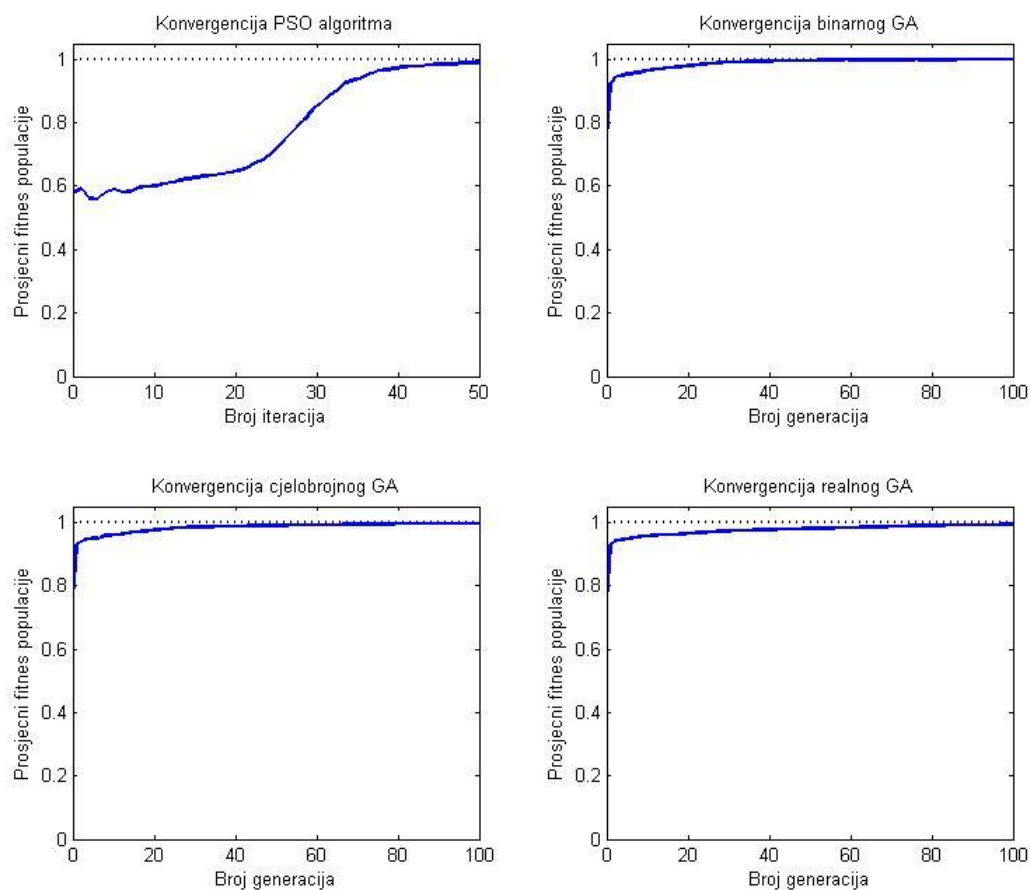 Konvergencija PSO algoritma
Prosjecni fitnes populacije
1
0.8
0.6
0.4
0.2
0
0 10 20 30 40 50
Broj iteracija
Konvergencija binarnog GA
Prosjecni fitnes populacije
1
0.8
0.6
0.4
0.2
0
0 20 40 60 80 100
Broj generacija
Konvergencija cjelobrojnog GA
Prosjecni fitnes populacije
1
0.8
0.6
0.4
0.2
0
0 20 40 60 80 100
Broj generacija
Konvergencija realnog GA
Prosjecni fitnes populacije
1
0.8
0.6
0.4
0.2
0
0 20 40 60 80 100
Broj generacija